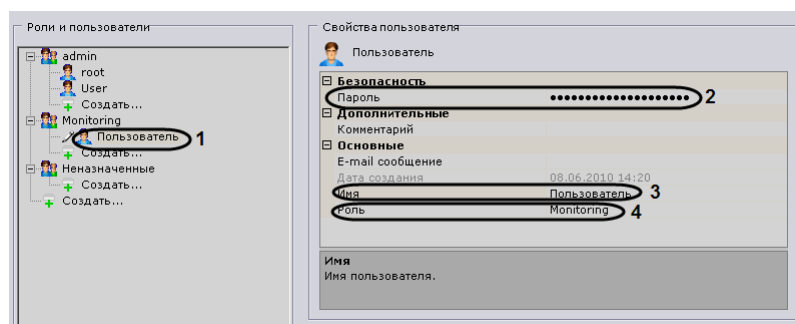 Роли и пользователи
admin
root
User
Создать...
Monitoring
Пользователь 1
Создать...
Неназначенные
Создать...
Создать...
Свойства пользователя
Пользователь
Безопасность
Пароль •••••••••••••••••••• 2
Дополнительные
Комментарий
Основные
E-mail сообщение
Дата создания 08.06.2010 14:20
Имя Пользователь 3
Роль Monitoring 4
Имя
Имя пользователя.